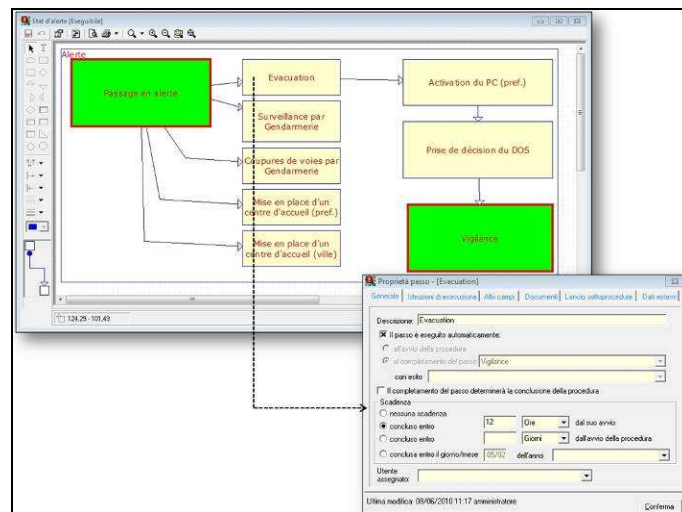 Etat d'alerte [Eseguibile]
Alerte
Passage en alerte
Evacuation
Surveillance par
Gendarmerie
Coupures de voies par
Gendarmerie
Mise en place d'un
centre d'accueil (pref.)
Mise en place d'un
centre d'accueil (ville)
Activation du PC (pref.)
Prise de décision du DOS
Vigilance
124,29 - 101,49
Proprietà passo - [Evacuation]
Generale Istruzioni di esecuzione Altri campi Documenti Lancio sottoprocedure Dati esterni
Descrizione: Evacuation
Il passo è eseguito automaticamente:
all'avvio della procedura
al completamento del passo Vigilance
con esito
Il completamento del passo determinerà la conclusione della procedura
Scadenza
nessuna scadenza
concluso entro 12 Ore dal suo avvio
concluso entro Giorni dall'avvio della procedura
conclusa entro il giorno/mese 05/02 dell'anno
Utente
assegnato:
Ultima modifica: 08/06/2010 11:17 amministratore
Conferma